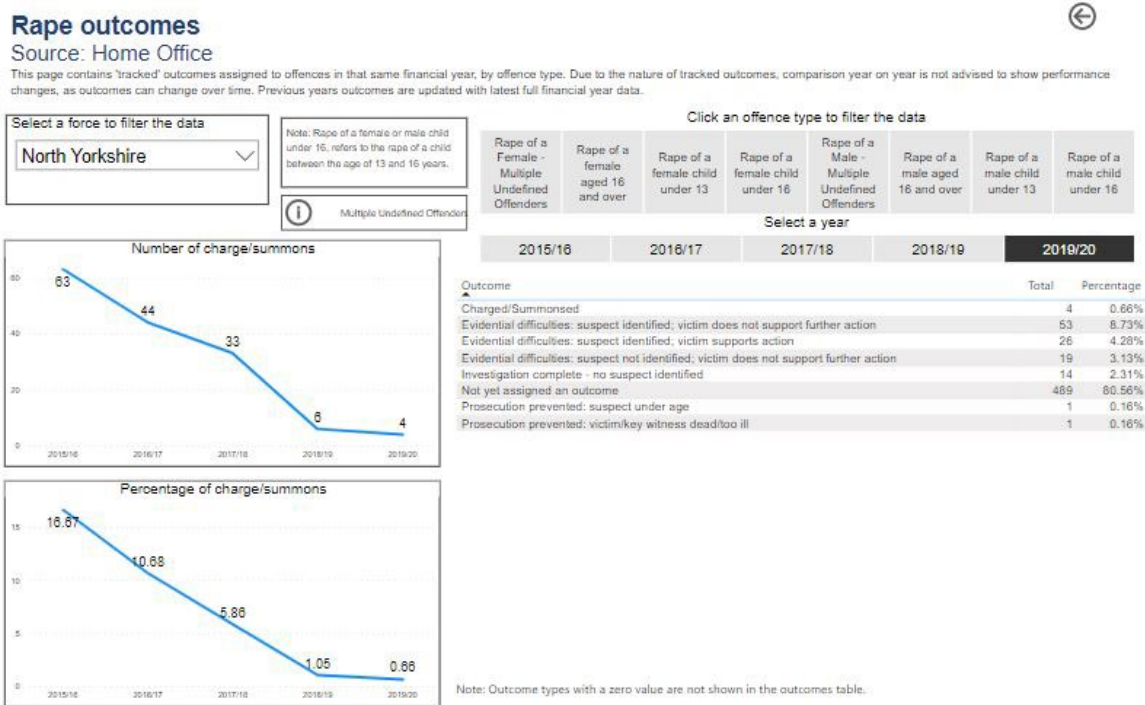 Rape outcomes
Source: Home Office
This page contains 'tracked' outcomes assigned to offences in that same financial year, by offence type. Due to the nature of tracked outcomes, comparison year on year is not advised to show performance
changes, as outcomes can change over time. Previous years outcomes are updated with latest full financial year data.
Select a force to filter the data
North Yorkshire
Note: Rape of a female or male child
under 16, refers to the rape of a child
between the age of 13 and 16 years.
Multiple Undefined Offenders
Click an offence type to filter the data
Rape of a
Female -
Multiple
Undefined
Offenders
Rape of a
female
aged 16
and over
Rape of a
female child
under 13
Rape of a
female child
under 16
Rape of a
Male -
Multiple
Undefined
Offenders
Rape of a
male aged
16 and over
Rape of a
male child
under 13
Rape of a
male child
under 16
Select a year
2015/16 2016/17 2017/18 2018/19 2019/20
Number of charge/summons
60
40
20
0
63
44
33
6
4
2015/16 2016/17 2017/18 2018/19 2019/20
Outcome Total Percentage
Charged/Summonsed 4 0.66%
Evidential difficulties: suspect identified; victim does not support further action 53 8.73%
Evidential difficulties: suspect identified; victim supports action 26 4.28%
Evidential difficulties: suspect not identified; victim does not support further action 19 3.13%
Investigation complete - no suspect identified 14 2.31%
Not yet assigned an outcome 489 80.56%
Prosecution prevented: suspect under age 1 0.16%
Prosecution prevented: victim/key witness dead/too ill 1 0.16%
Percentage of charge/summons
15
10
5
0
16.67
10.68
5.86
1.05
0.66
2015/16 2016/17 2017/18 2018/19 2019/20
Note: Outcome types with a zero value are not shown in the outcomes table.